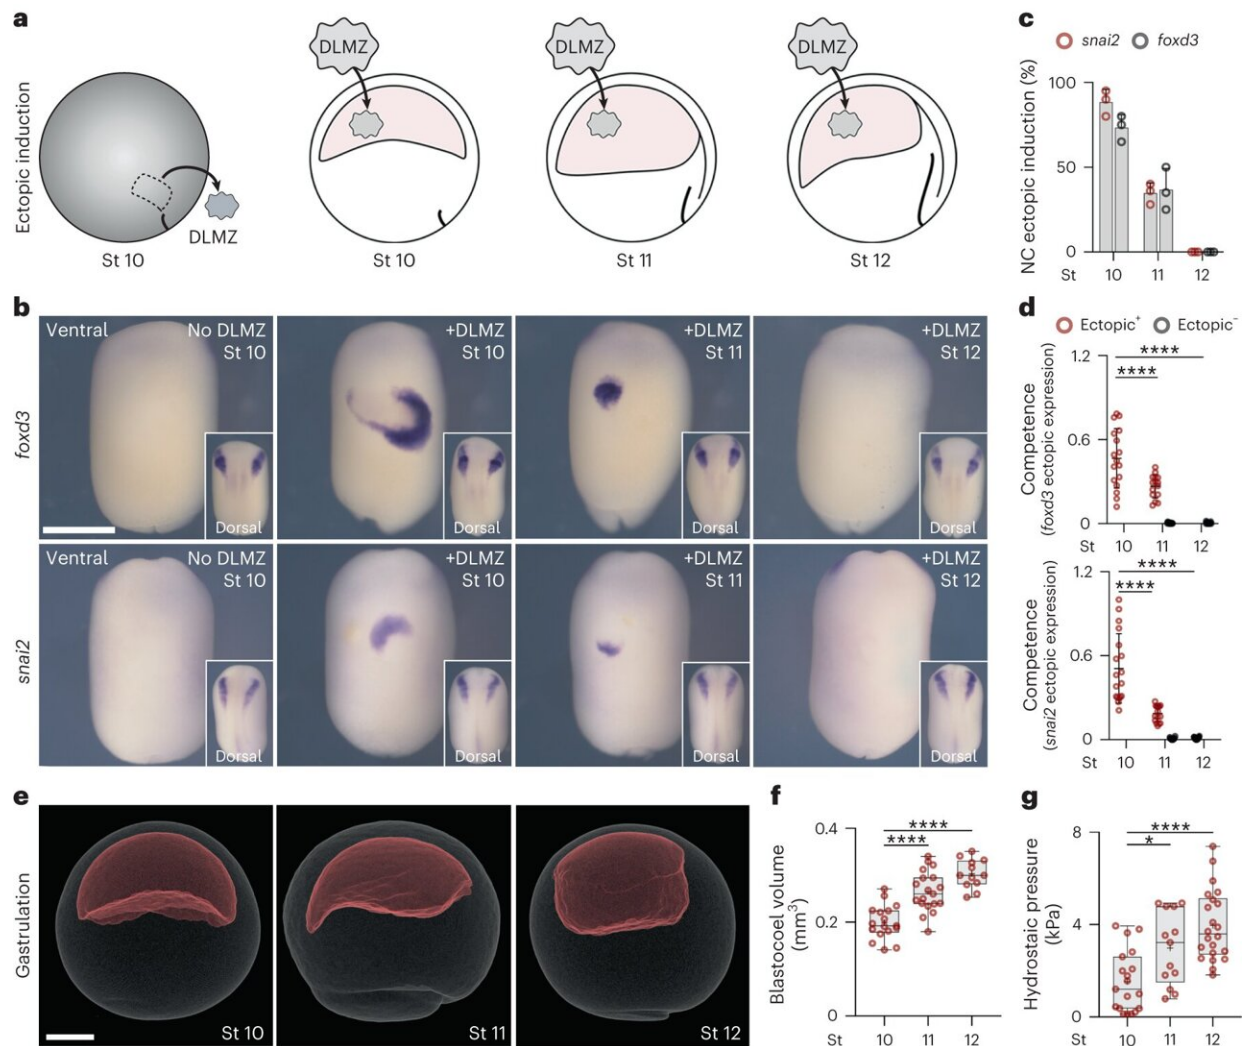 a
Ectopic induction
DLMZ
St 10
DLMZ
St 10
DLMZ
St 11
DLMZ
St 12
b
foxd3
Ventral
No DLMZ
St 10
Dorsal
+DLMZ
St 10
Dorsal
+DLMZ
St 11
Dorsal
+DLMZ
St 12
Dorsal
snai2
Ventral
No DLMZ
St 10
Dorsal
+DLMZ
St 10
Dorsal
+DLMZ
St 11
Dorsal
+DLMZ
St 12
Dorsal
c
snai2 foxd3
NC ectopic induction (%)
100
50
0
St 10 11 12
d
Ectopic⁺ Ectopic⁻
Competence
(foxd3 ectopic expression)
1.2
0.6
0
****
****
St 10 11 12
Competence
(snai2 ectopic expression)
1.2
0.6
0
****
****
St 10 11 12
e
Gastrulation
St 10
St 11
St 12
f
Blastocoel volume
(mm³)
0.4
0.2
0
****
****
St 10 11 12
g
Hydrostaic pressure
(kPa)
8
4
0
****
*
St 10 11 12